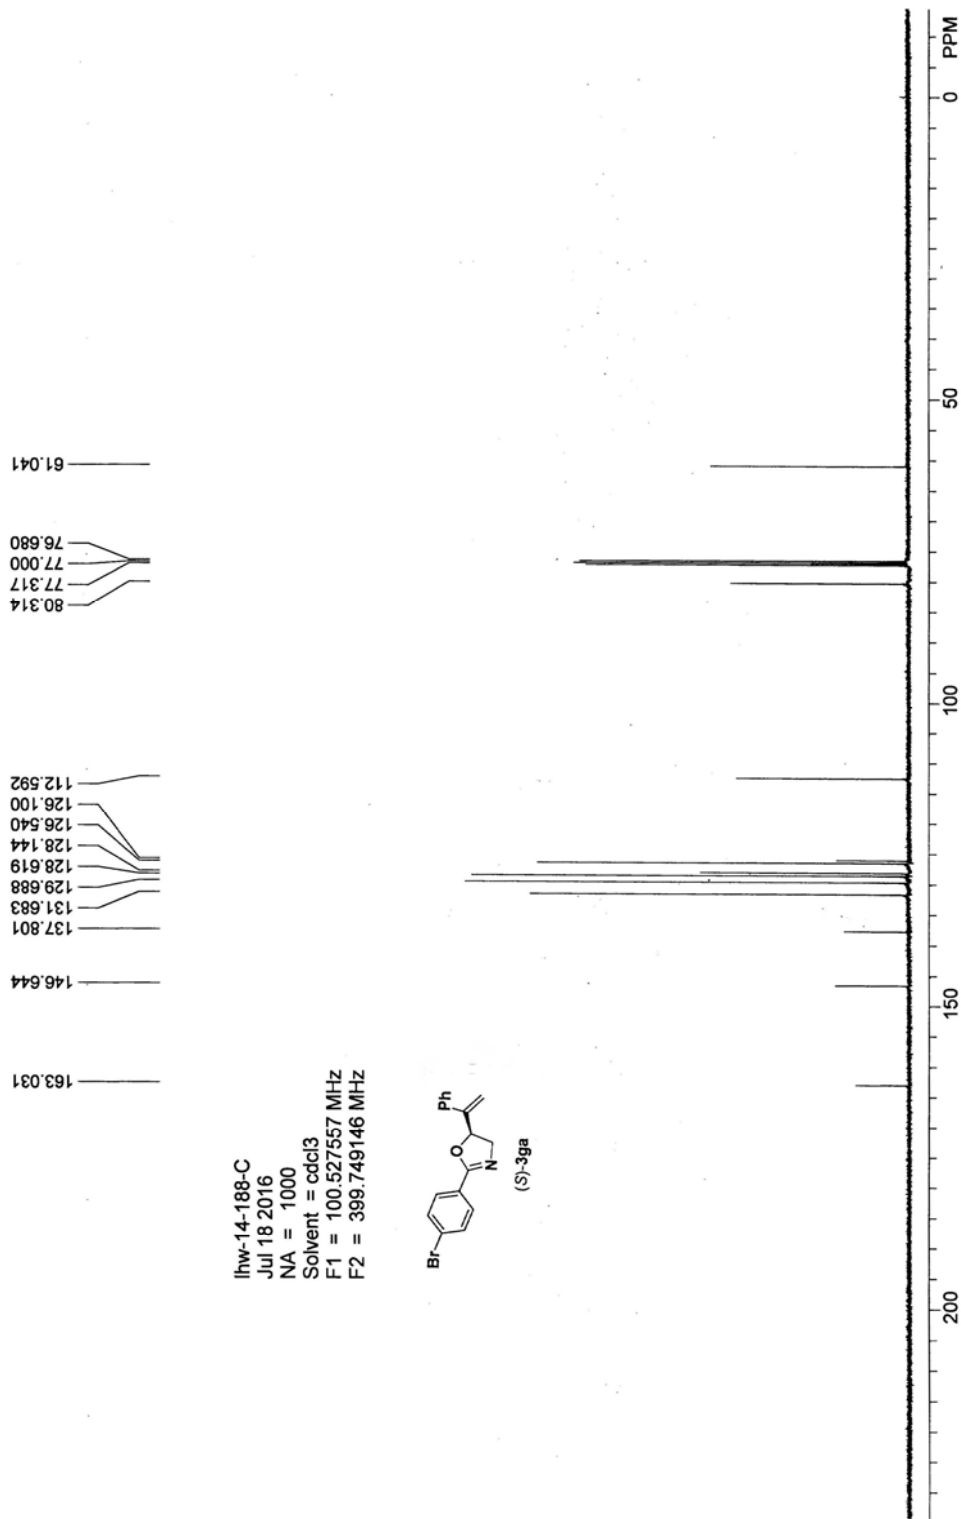 163.031
146.644
137.801
131.683
129.688
128.619
128.144
126.540
126.100
112.592
80.314
77.317
77.000
76.680
61.041
lhw-14-188-C
Jul 18 2016
NA = 1000
Solvent = cdcl3
F1 = 100.527557 MHz
F2 = 399.749146 MHz
Br
O
N
Ph
(S)-3ga
200
150
100
50
0
PPM